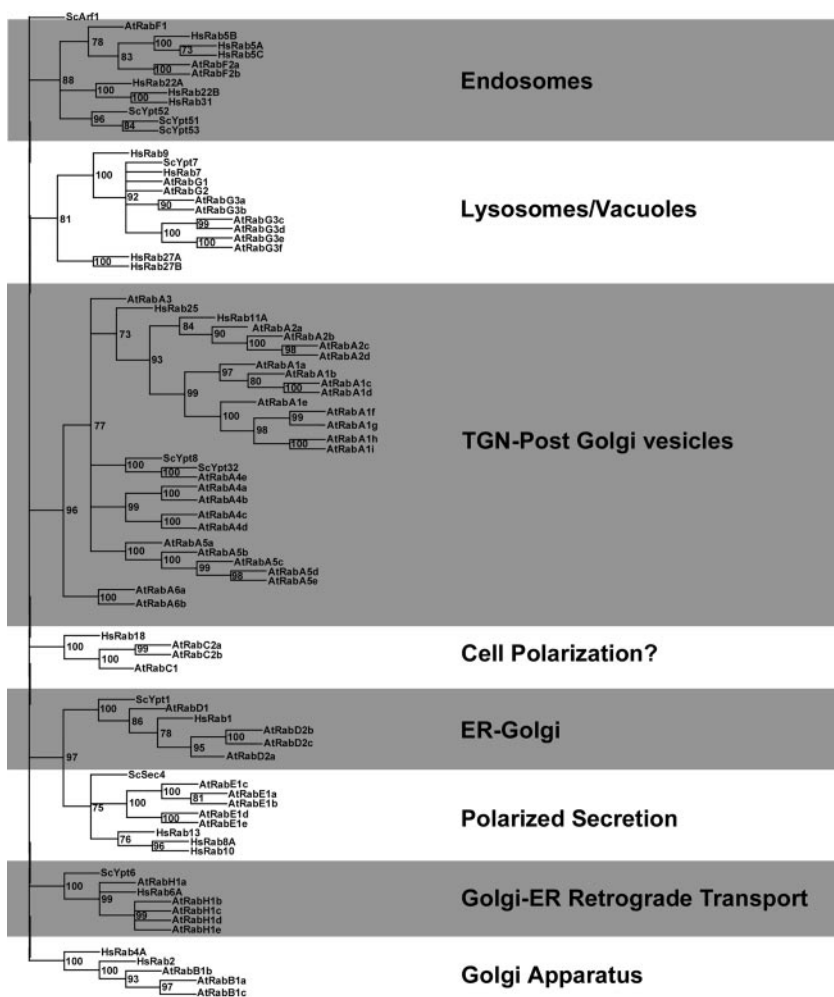 ScArf1
AtRabF1
78
HsRab5B
100
HsRab5A
73
HsRab5C
83
AtRabF2a
100
AtRabF2b
88
HsRab22A
100
HsRab22B
100
HsRab31
ScYpt52
96
ScYpt51
84
ScYpt53
Endosomes
HsRab9
ScYpt7
100
HsRab7
AtRabG1
AtRabG2
92
AtRabG3a
90
AtRabG3b
AtRabG3c
99
AtRabG3d
100
AtRabG3e
100
AtRabG3f
81
HsRab27A
100
HsRab27B
Lysosomes/Vacuoles
AtRabA3
HsRab25
HsRab11A
84
AtRabA2a
73
90
AtRabA2b
100
AtRabA2c
98
AtRabA2d
93
AtRabA1a
97
AtRabA1b
80
AtRabA1c
100
AtRabA1d
99
AtRabA1e
100
AtRabA1f
99
AtRabA1g
98
AtRabA1h
100
AtRabA1i
77
ScYpt8
100
ScYpt32
100
AtRabA4e
AtRabA4a
100
AtRabA4b
99
AtRabA4c
100
AtRabA4d
96
AtRabA5a
100
AtRabA5b
100
AtRabA5c
99
AtRabA5d
98
AtRabA5e
AtRabA6a
100
AtRabA6b
TGN-Post Golgi vesicles
HsRab18
100
AtRabC2a
99
AtRabC2b
100
AtRabC1
Cell Polarization?
ScYpt1
100
AtRabD1
86
HsRab1
78
AtRabD2b
100
AtRabD2c
95
AtRabD2a
97
ER-Golgi
ScSec4
AtRabE1c
100
AtRabE1a
81
AtRabE1b
100
75
AtRabE1d
100
AtRabE1e
HsRab13
76
HsRab8A
96
HsRab10
Polarized Secretion
ScYpt6
100
AtRabH1a
HsRab6A
99
AtRabH1b
AtRabH1c
99
AtRabH1d
AtRabH1e
Golgi-ER Retrograde Transport
HsRab4A
100
HsRab2
100
AtRabB1b
93
AtRabB1a
97
AtRabB1c
Golgi Apparatus